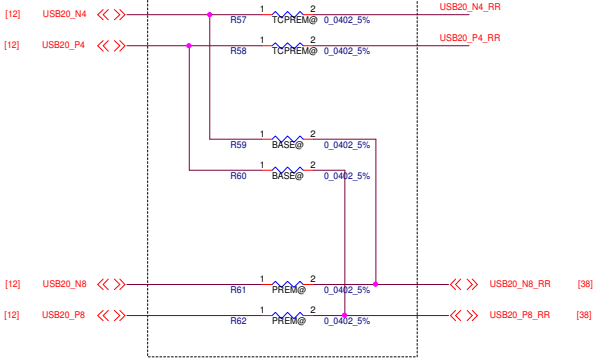 [12] USB20_N4 R57 1 2 TCPREM@ 0_0402_5% USB20_N4_RR
[12] USB20_P4 R58 1 2 TCPREM@ 0_0402_5% USB20_P4_RR
R59 1 2 BASE@ 0_0402_5%
R60 1 2 BASE@ 0_0402_5%
[12] USB20_N8 R61 1 2 PREM@ 0_0402_5% USB20_N8_RR [38]
[12] USB20_P8 R62 1 2 PREM@ 0_0402_5% USB20_P8_RR [38]